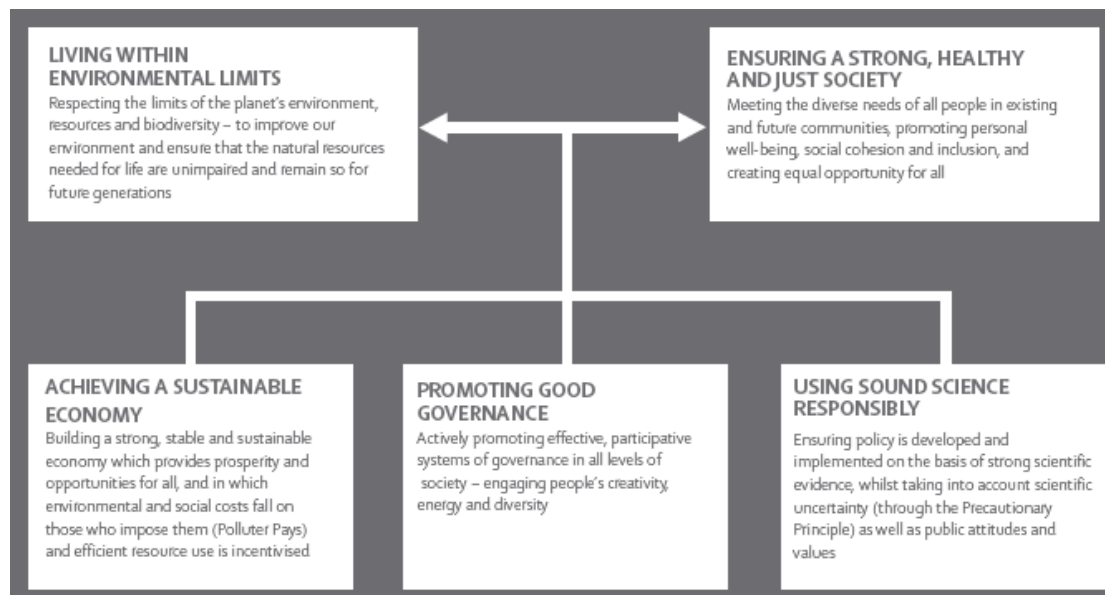 LIVING WITHIN
ENVIRONMENTAL LIMITS
Respecting the limits of the planet's environment,
resources and biodiversity – to improve our
environment and ensure that the natural resources
needed for life are unimpaired and remain so for
future generations
ENSURING A STRONG, HEALTHY
AND JUST SOCIETY
Meeting the diverse needs of all people in existing
and future communities, promoting personal
well-being, social cohesion and inclusion, and
creating equal opportunity for all
ACHIEVING A SUSTAINABLE
ECONOMY
Building a strong, stable and sustainable
economy which provides prosperity and
opportunities for all, and in which
environmental and social costs fall on
those who impose them (Polluter Pays)
and efficient resource use is incentivised
PROMOTING GOOD
GOVERNANCE
Actively promoting effective, participative
systems of governance in all levels of
society – engaging people's creativity,
energy and diversity
USING SOUND SCIENCE
RESPONSIBLY
Ensuring policy is developed and
implemented on the basis of strong scientific
evidence, whilst taking into account scientific
uncertainty (through the Precautionary
Principle) as well as public attitudes and
values